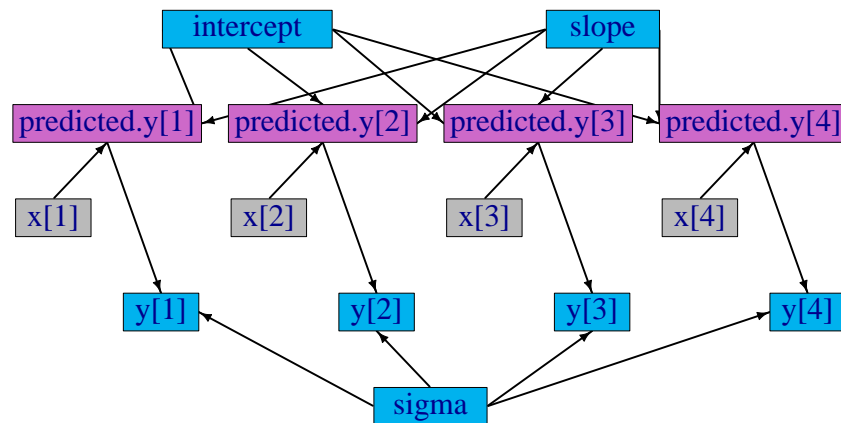 intercept slope
predicted.y[1] predicted.y[2] predicted.y[3] predicted.y[4]
x[1] x[2] x[3] x[4]
y[1] y[2] y[3] y[4]
sigma